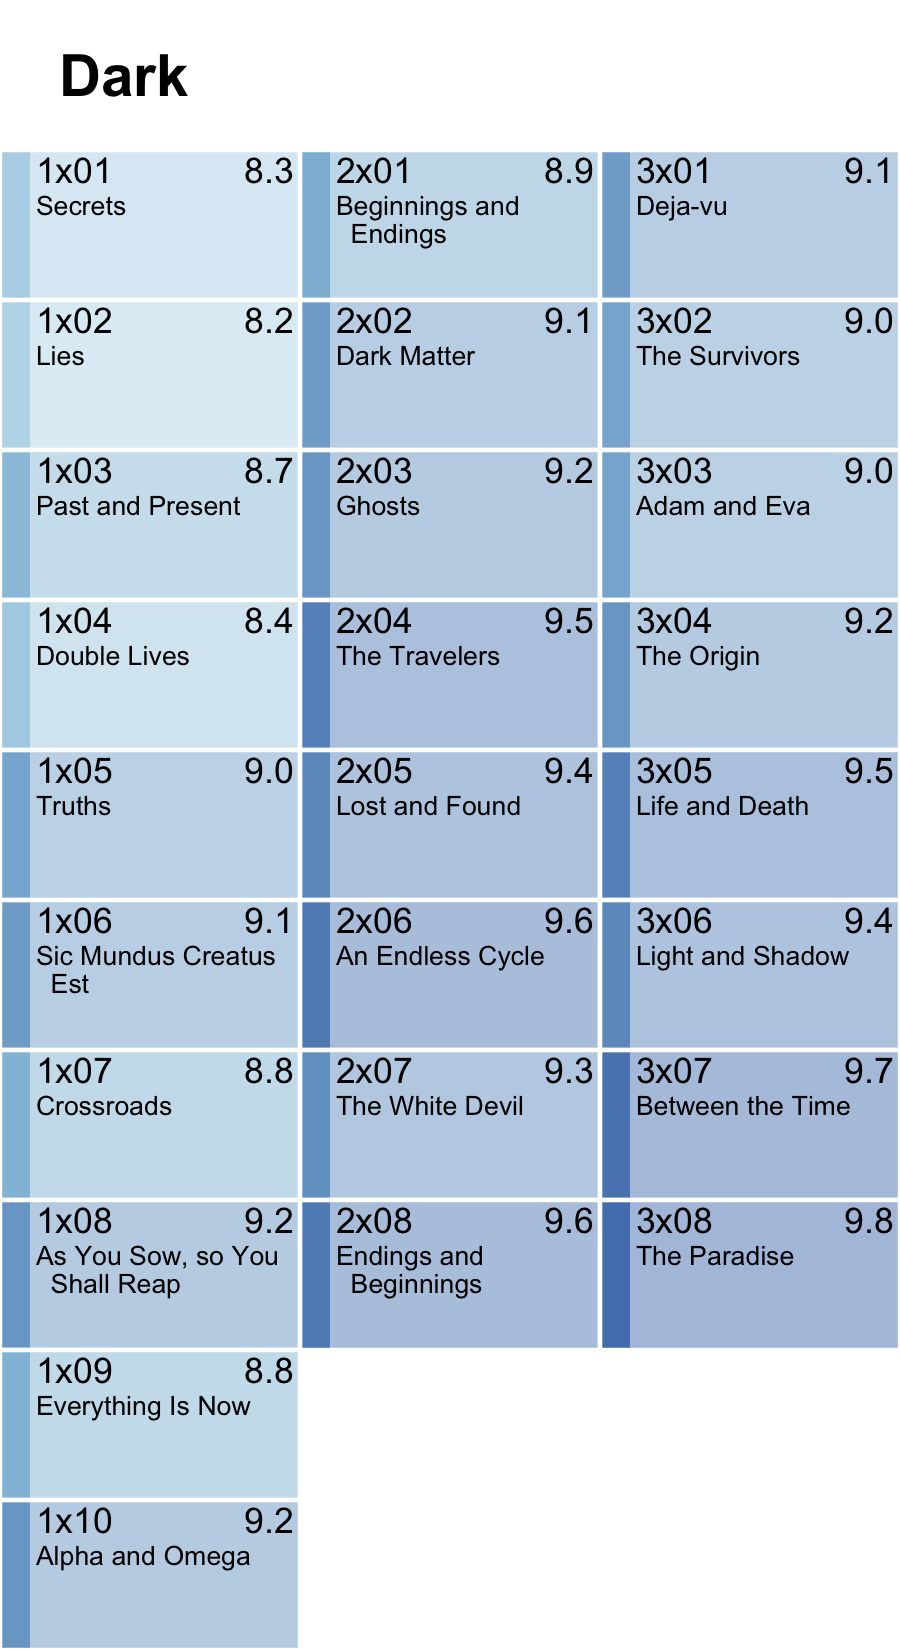 Dark
1x01 8.3
Secrets
1x02 8.2
Lies
1x03 8.7
Past and Present
1x04 8.4
Double Lives
1x05 9.0
Truths
1x06 9.1
Sic Mundus Creatus
Est
1x07 8.8
Crossroads
1x08 9.2
As You Sow, so You
Shall Reap
1x09 8.8
Everything Is Now
1x10 9.2
Alpha and Omega
2x01 8.9
Beginnings and
Endings
2x02 9.1
Dark Matter
2x03 9.2
Ghosts
2x04 9.5
The Travelers
2x05 9.4
Lost and Found
2x06 9.6
An Endless Cycle
2x07 9.3
The White Devil
2x08 9.6
Endings and
Beginnings
3x01 9.1
Deja-vu
3x02 9.0
The Survivors
3x03 9.0
Adam and Eva
3x04 9.2
The Origin
3x05 9.5
Life and Death
3x06 9.4
Light and Shadow
3x07 9.7
Between the Time
3x08 9.8
The Paradise